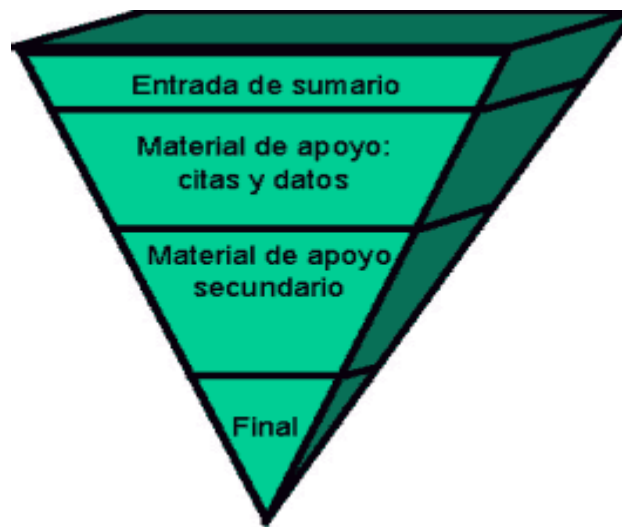 Entrada de sumario
Material de apoyo:
citas y datos
Material de apoyo
secundario
Final